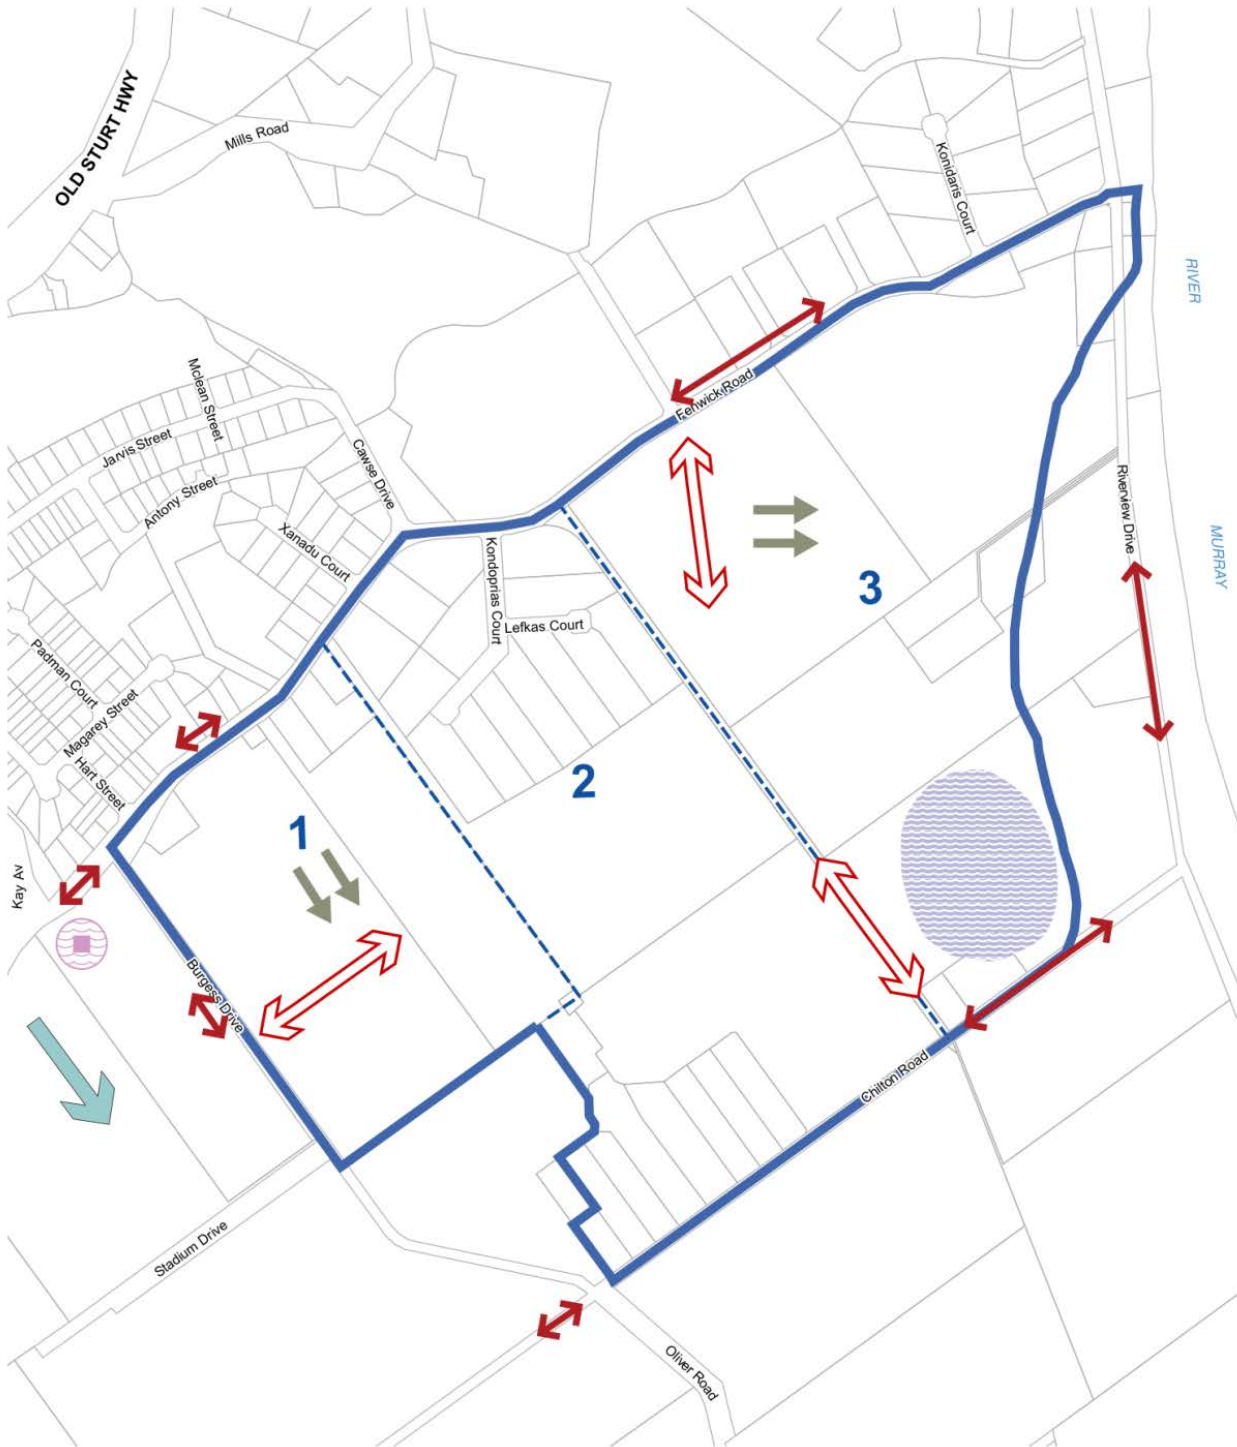 OLD STURT HWY
Mills Road
Konidaris Court
RIVER
Mclean Street
Jarvis Street
Fenwick Road
Cawse Drive
Antony Street
Riverview Drive
Xanadu Court
MURRAY
Kondoprias Court
3
Lefkas Court
Padman Court
Magarey Street
Hart Street
2
1
Kay Av
Burgess Drive
Chilton Road
Stadium Drive
Oliver Road